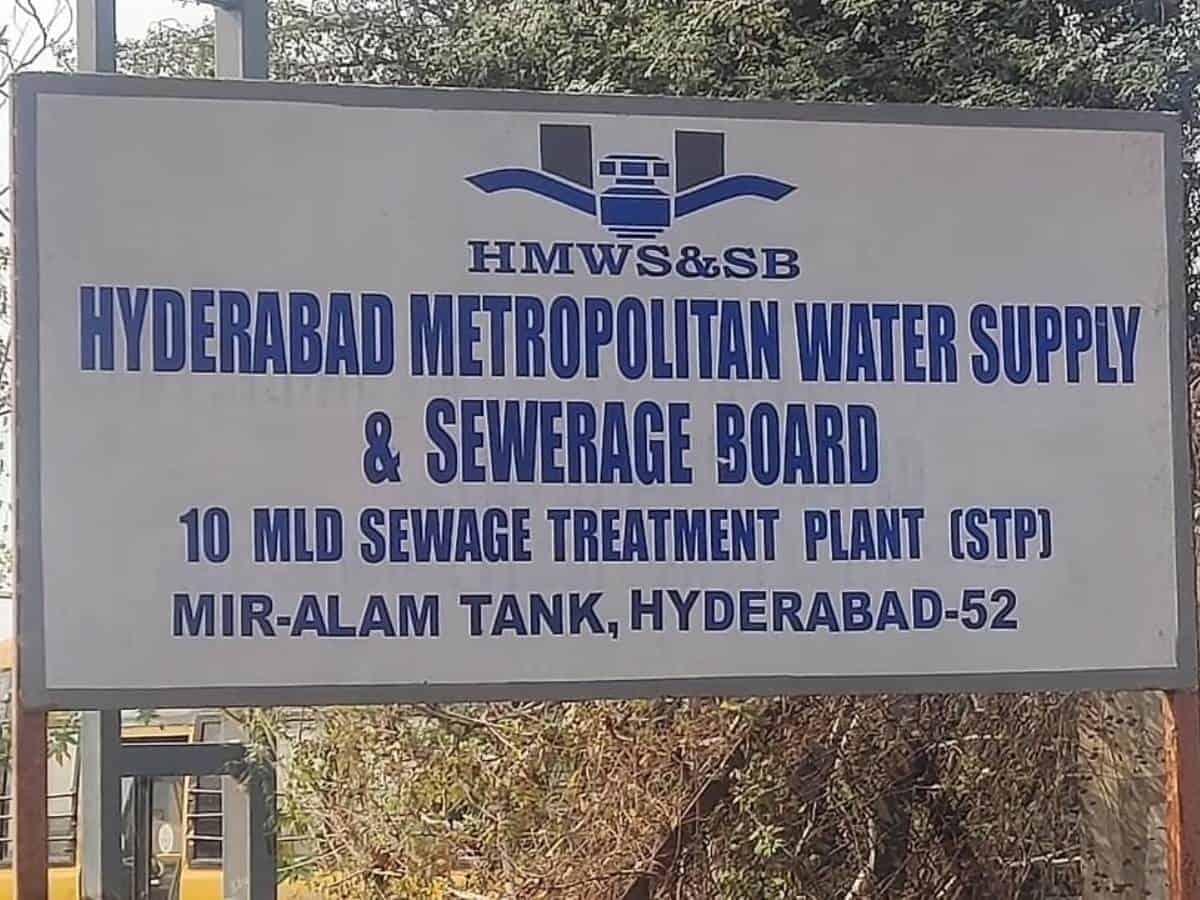 HMWS&SB
HYDERABAD METROPOLITAN WATER SUPPLY
& SEWERAGE BOARD
10 MLD SEWAGE TREATMENT PLANT (STP)
MIR-ALAM TANK, HYDERABAD-52